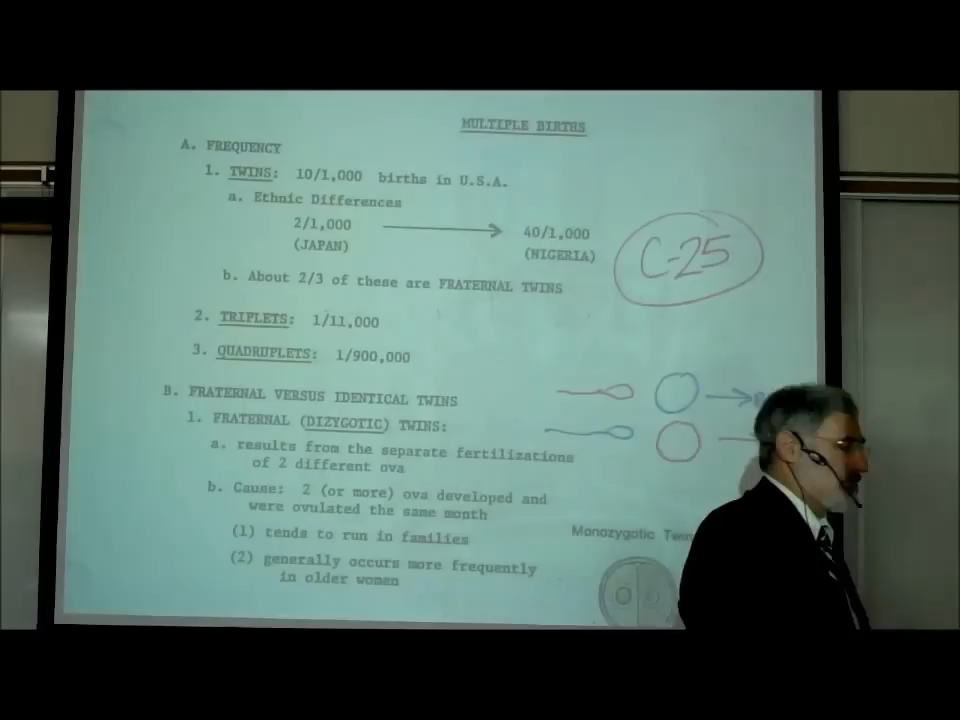 MULTIPLE BIRTHS
A. FREQUENCY
1. TWINS: 10/1,000 births in U.S.A.
a. Ethnic Differences
2/1,000
(JAPAN)
40/1,000
(NIGERIA)
C-25
b. About 2/3 of these are FRATERNAL TWINS
2. TRIPLETS: 1/11,000
3. QUADRUPLETS: 1/900,000
B. FRATERNAL VERSUS IDENTICAL TWINS
1. FRATERNAL (DIZYGOTIC) TWINS:
a. results from the separate fertilizations
of 2 different ova
b. Cause: 2 (or more) ova developed and
were ovulated the same month
(1) tends to run in families
(2) generally occurs more frequently
in older women
Monozygotic